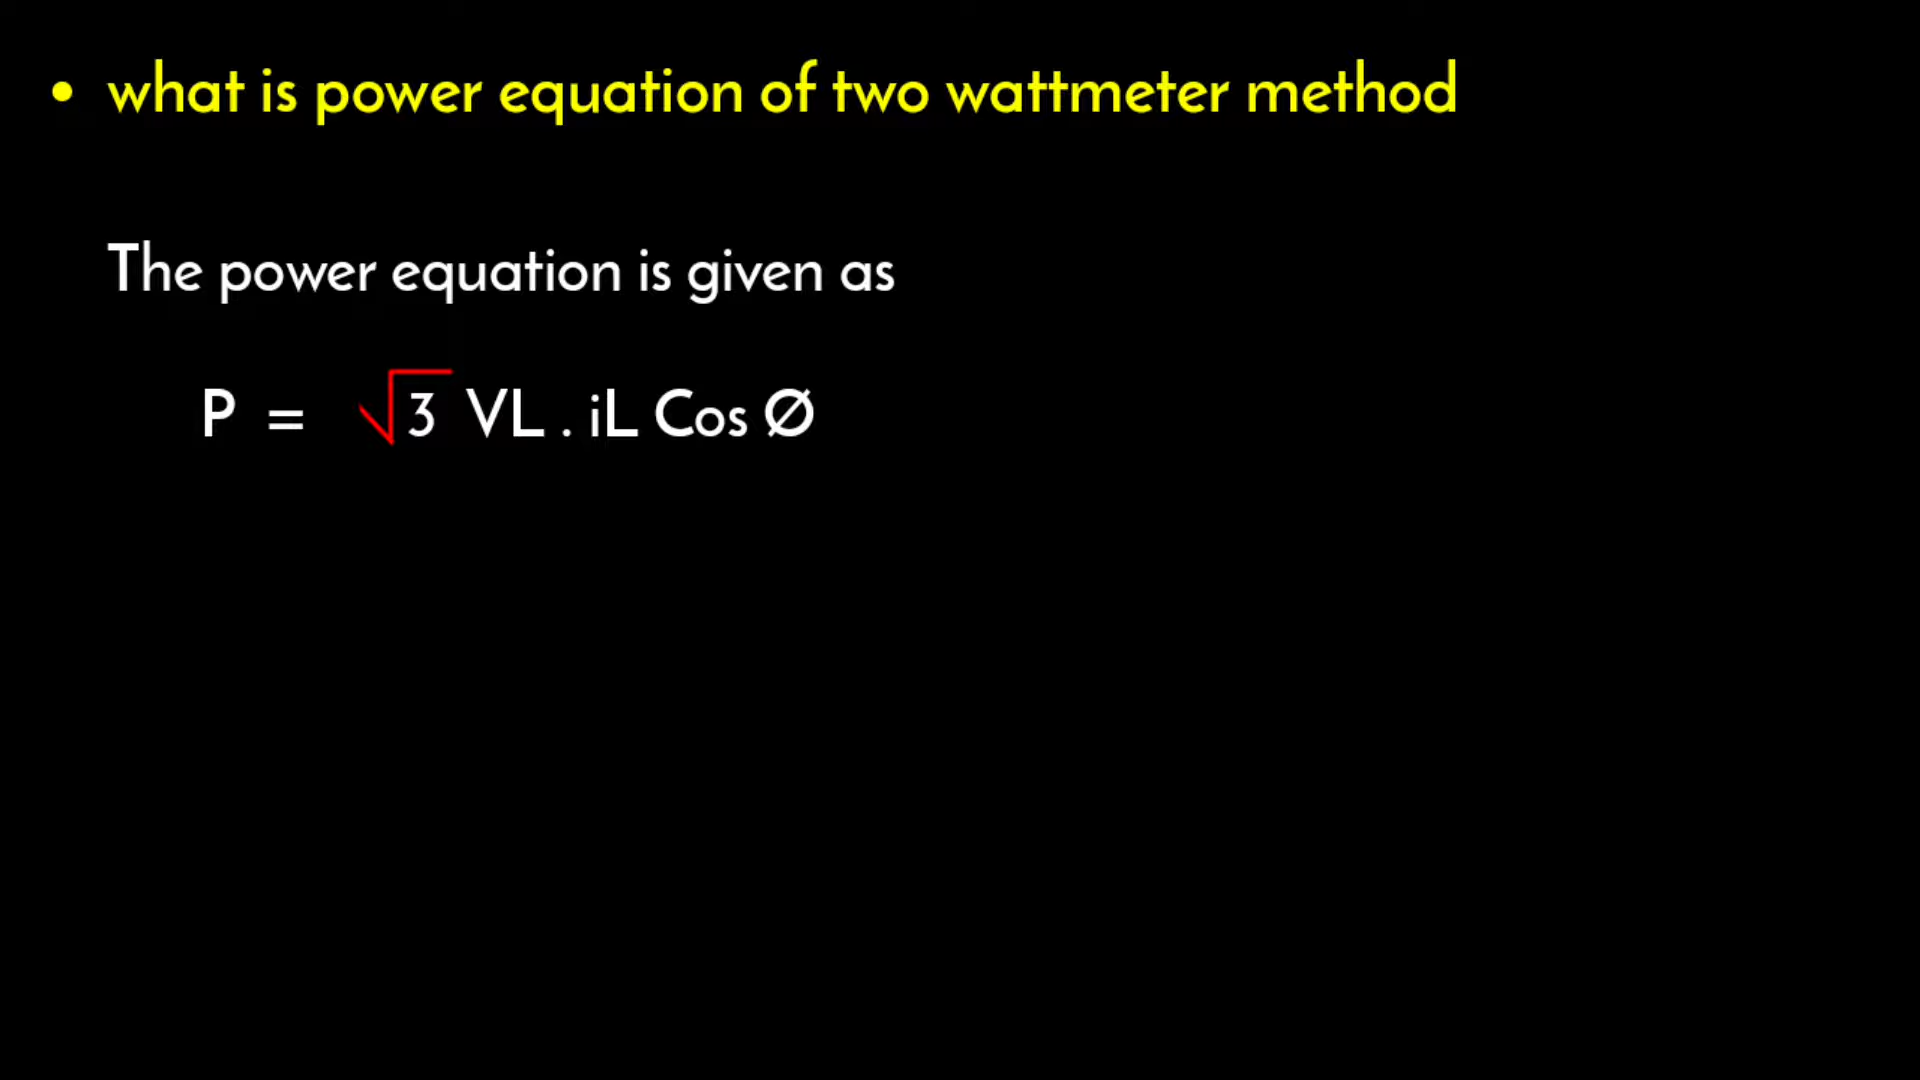 • what is power equation of two wattmeter method
The power equation is given as
P = √3 VL . iL Cos Ø